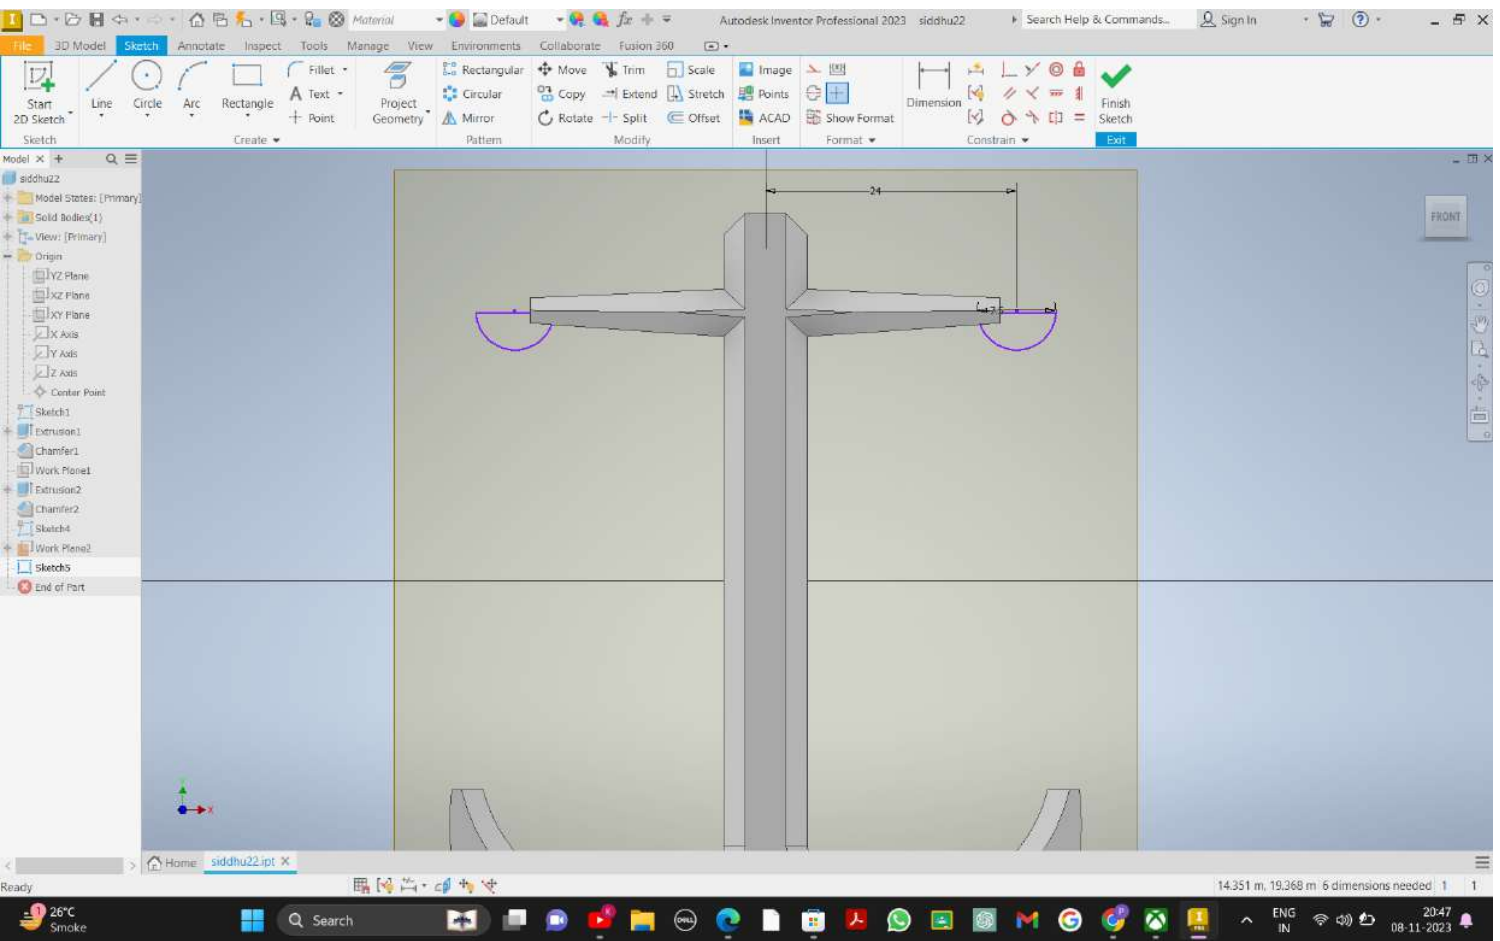 Material
Default
Autodesk Inventor Professional 2023 siddhu22
Search Help & Commands...
Sign In
File 3D Model Sketch Annotate Inspect Tools Manage View Environments Collaborate Fusion 360
Start
2D Sketch
Line Circle Arc Rectangle
Fillet
Text
Point
Project
Geometry
Rectangular
Circular
Mirror
Move Trim Scale
Copy Extend Stretch
Rotate Split Offset
Image
Points
ACAD
Show Format
Dimension
Finish
Sketch
Sketch Create Pattern Modify Insert Format Constrain Exit
Model
siddhu22
Model States: [Primary]
Solid Bodies(1)
View: [Primary]
Origin
YZ Plane
XZ Plane
XY Plane
X Axis
Y Axis
Z Axis
Center Point
Sketch1
Extrusion1
Chamfer1
Work Plane1
Extrusion2
Chamfer2
Sketch4
Work Plane2
Sketch5
End of Part
24
7.5
FRONT
Y
X
Home siddhu22.ipt
Ready
14.351 m, 19.368 m 6 dimensions needed 1 1
1
26°C
Smoke
Search
DELL
ENG
IN
20:47
08-11-2023